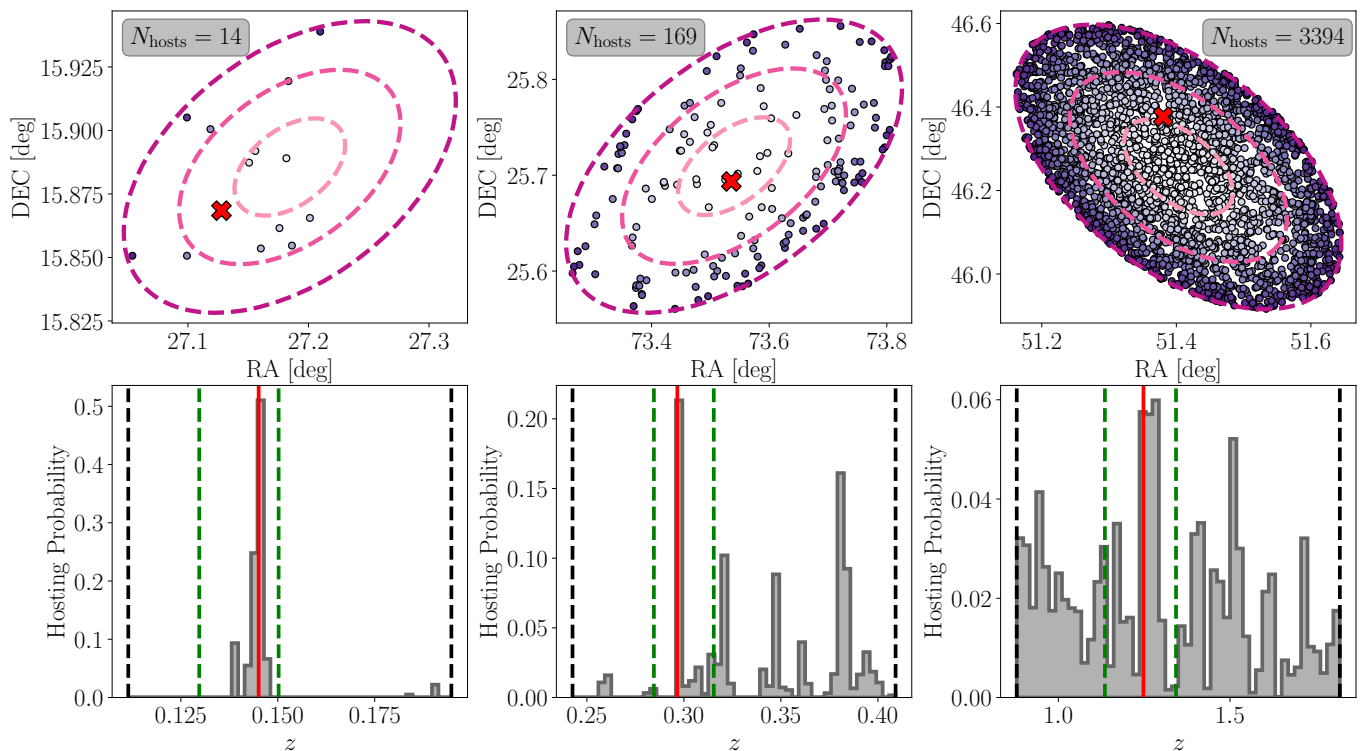 N_hosts = 14
15.925
15.900
15.875
15.850
15.825
DEC [deg]
27.1 27.2 27.3
RA [deg]
N_hosts = 169
25.8
25.7
25.6
DEC [deg]
73.4 73.6 73.8
RA [deg]
N_hosts = 3394
46.6
46.4
46.2
46.0
DEC [deg]
51.2 51.4 51.6
RA [deg]
0.5
0.4
0.3
0.2
0.1
0.0
Hosting Probability
0.125 0.150 0.175
z
0.20
0.15
0.10
0.05
0.00
Hosting Probability
0.25 0.30 0.35 0.40
z
0.06
0.04
0.02
0.00
Hosting Probability
1.0 1.5
z